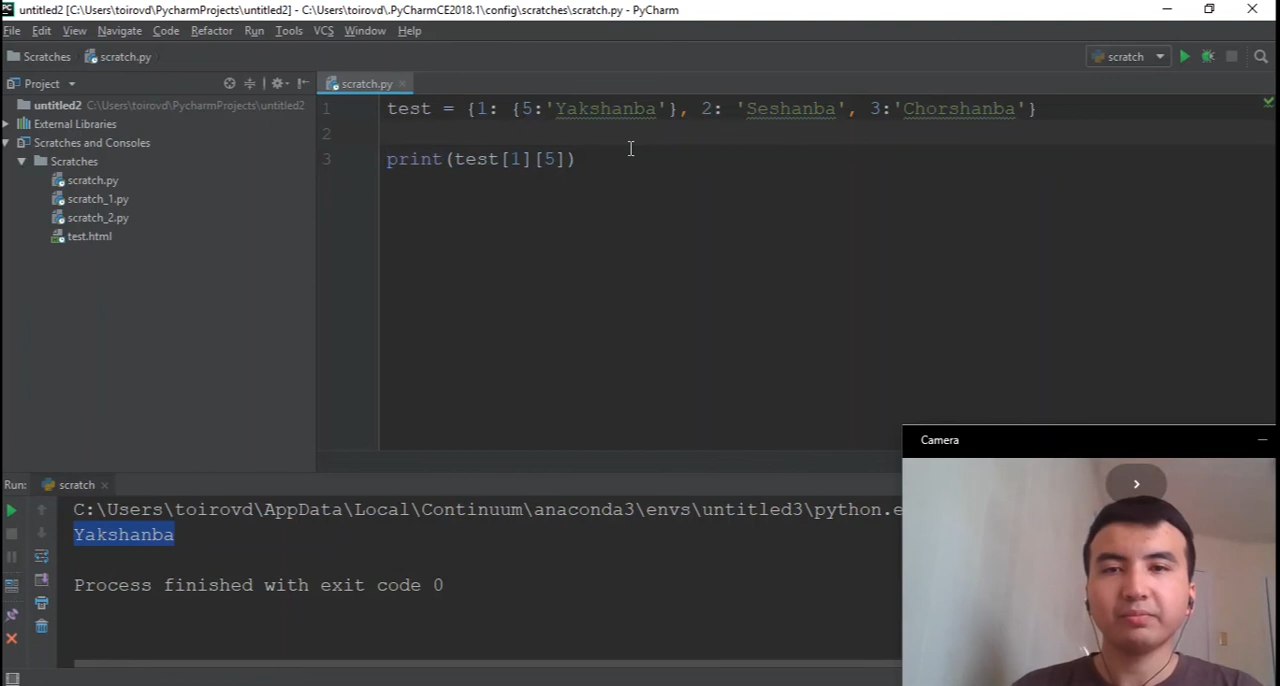 untitled2 [C:\Users\toirovd\PycharmProjects\untitled2] - C:\Users\toirovd\.PyCharmCE2018.1\config\scratches\scratch.py - PyCharm
File Edit View Navigate Code Refactor Run Tools VCS Window Help
Scratches scratch.py scratch
Project scratch.py
untitled2 C:\Users\toirovd\PycharmProjects\untitled2
External Libraries
Scratches and Consoles
Scratches
scratch.py
scratch_1.py
scratch_2.py
test.html
1 test = {1: {5:'Yakshanba'}, 2: 'Seshanba', 3:'Chorshanba'}
2
3 print(test[1][5])
Camera
Run: scratch
C:\Users\toirovd\AppData\Local\Continuum\anaconda3\envs\untitled3\python.e
Yakshanba
Process finished with exit code 0